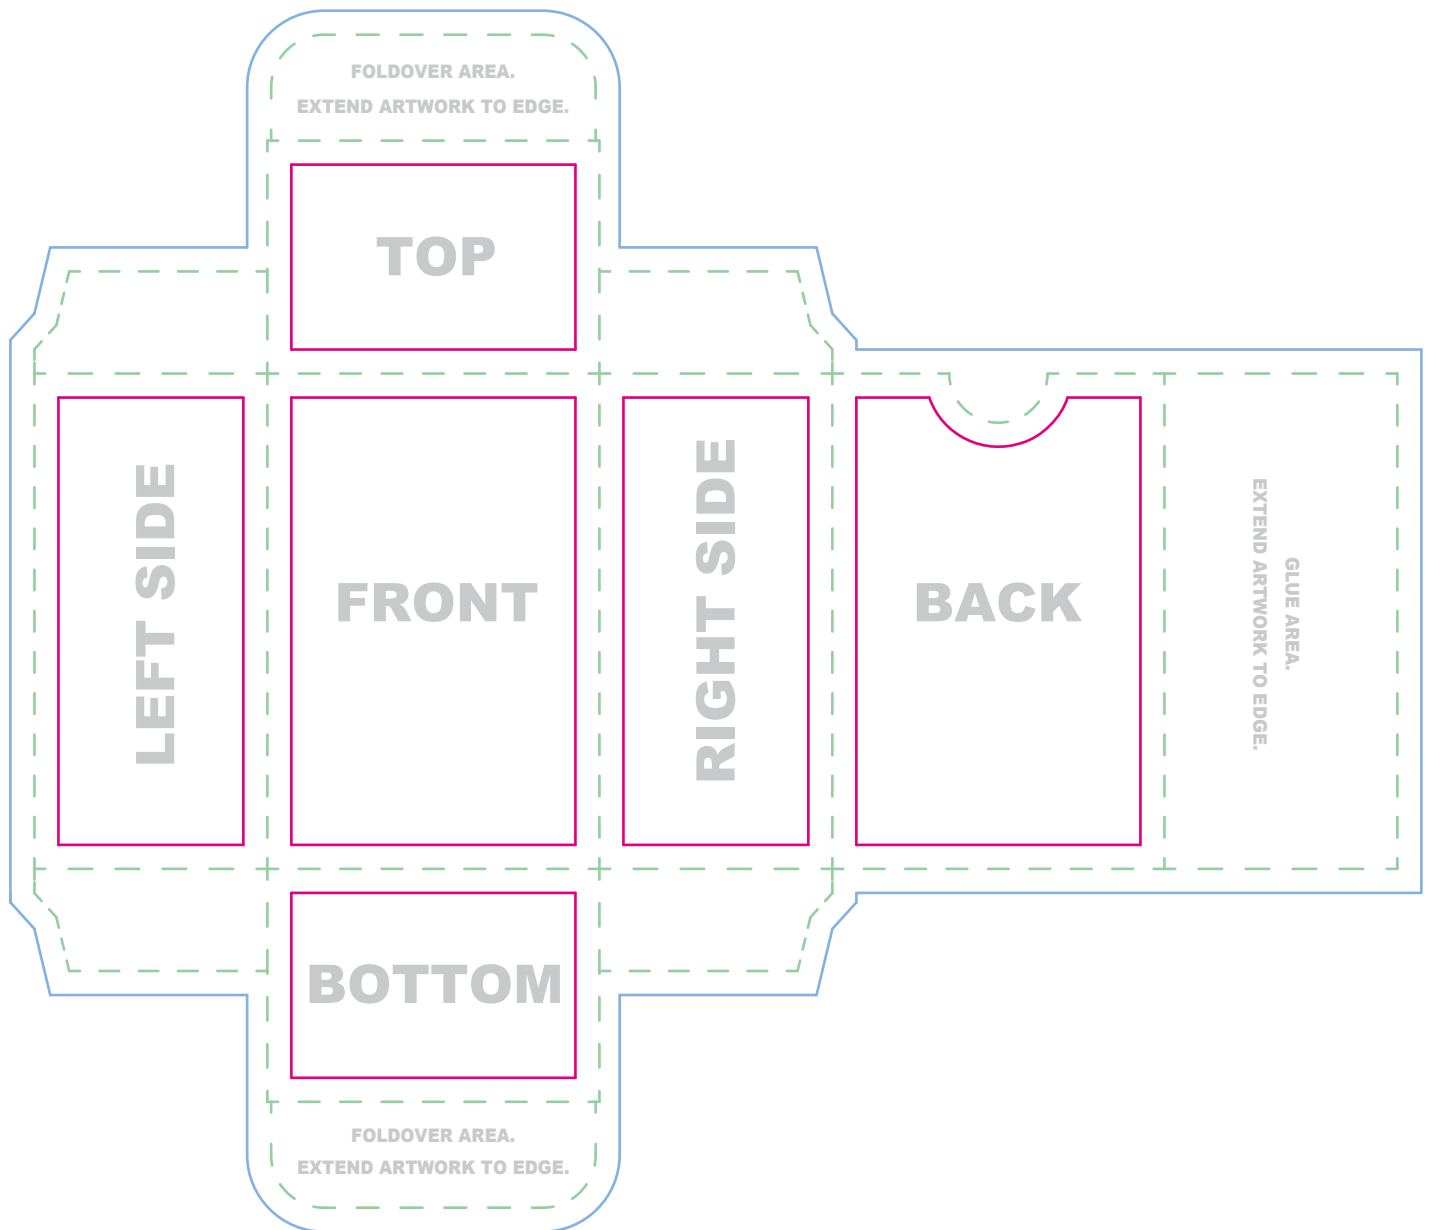 FOLDOVER AREA.
EXTEND ARTWORK TO EDGE.
TOP
LEFT SIDE
FRONT
RIGHT SIDE
BACK
GLUE AREA.
EXTEND ARTWORK TO EDGE.
BOTTOM
FOLDOVER AREA.
EXTEND ARTWORK TO EDGE.